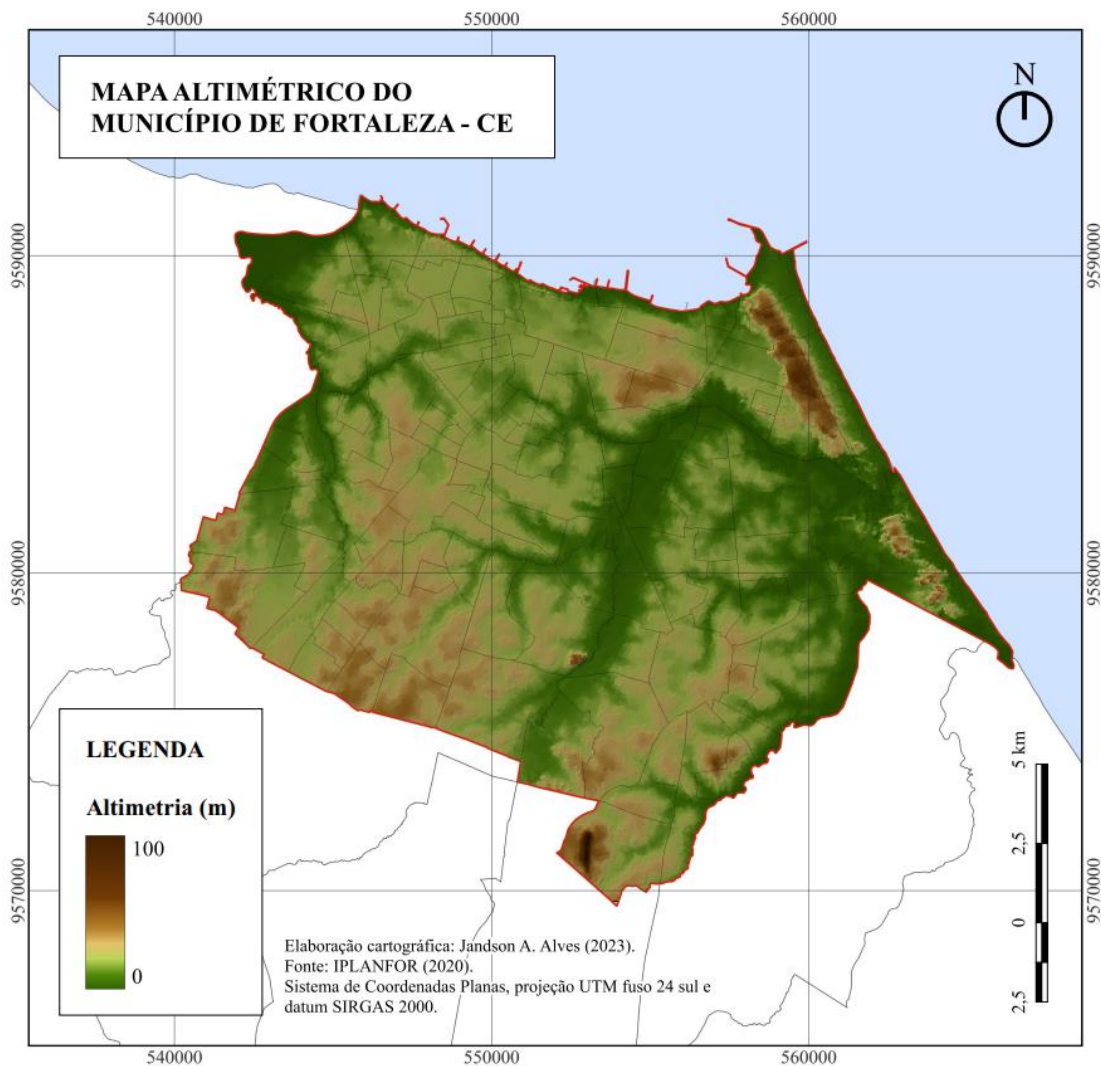 540000
550000
560000
MAPA ALTIMÉTRICO DO
MUNICÍPIO DE FORTALEZA - CE
N
9590000
9590000
9580000
9580000
LEGENDA
Altimetria (m)
100
0
5 km
2,5
0
2,5
9570000
9570000
Elaboração cartográfica: Jandson A. Alves (2023).
Fonte: IPLANFOR (2020).
Sistema de Coordenadas Planas, projeção UTM fuso 24 sul e
datum SIRGAS 2000.
540000
550000
560000